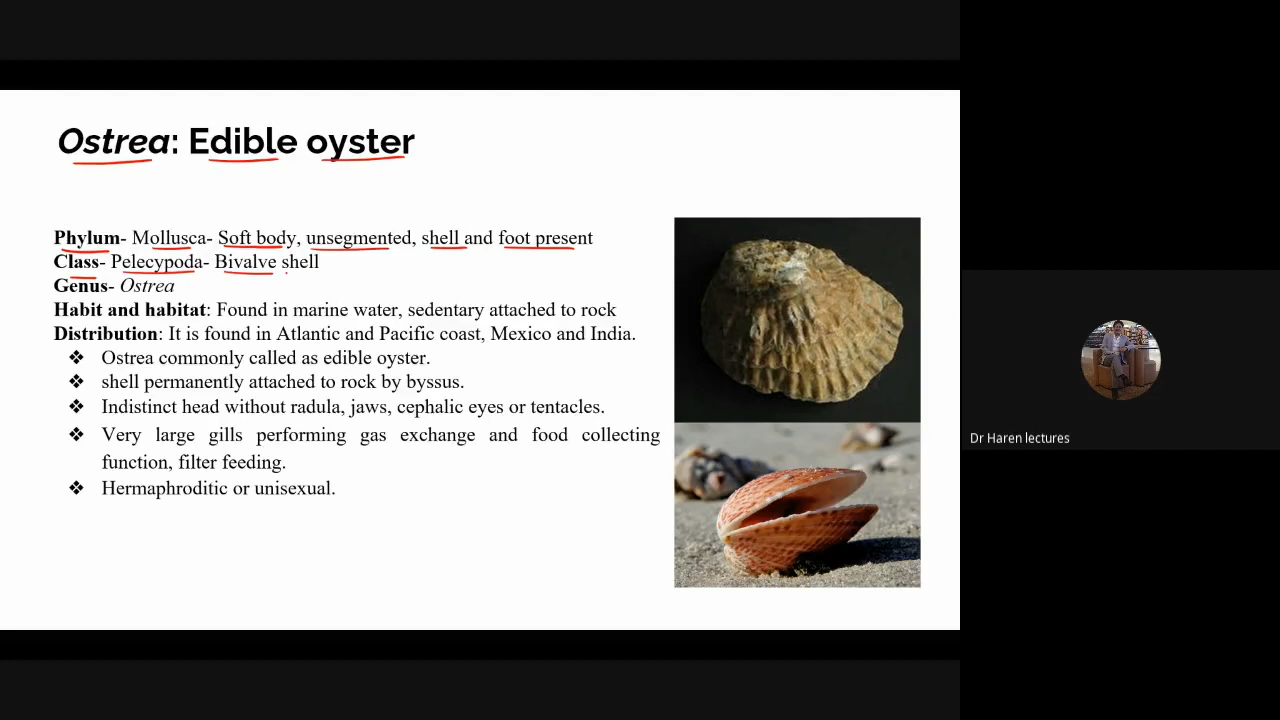 Ostrea: Edible oyster
Phylum- Mollusca- Soft body, unsegmented, shell and foot present
Class- Pelecypoda- Bivalve shell
Genus- Ostrea
Habit and habitat: Found in marine water, sedentary attached to rock
Distribution: It is found in Atlantic and Pacific coast, Mexico and India.
❖ Ostrea commonly called as edible oyster.
❖ shell permanently attached to rock by byssus.
❖ Indistinct head without radula, jaws, cephalic eyes or tentacles.
❖ Very large gills performing gas exchange and food collecting
function, filter feeding.
❖ Hermaphroditic or unisexual.
Dr Haren lectures